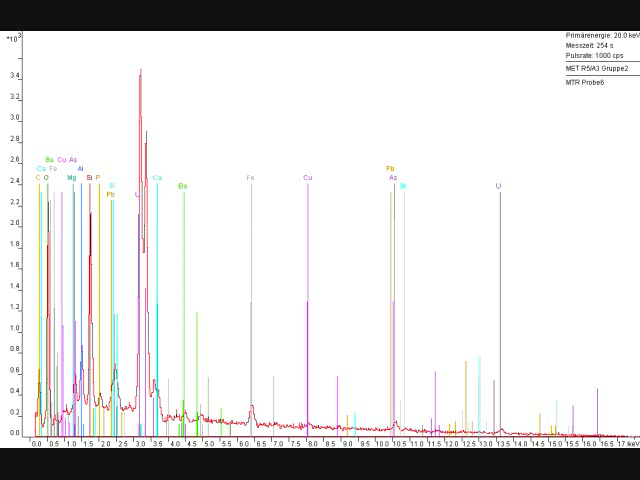 *10³
Primärenergie: 20.0 keV
Messzeit: 254 s
Pulsrate: 1000 cps
MET R5/A3 Gruppe2
MTR Probe6
3.4
3.2
3.0
2.8
2.6
2.4
2.2
2.0
1.8
1.6
1.4
1.2
1.0
0.8
0.6
0.4
0.2
0.0
Ba Cu As
Ca Fe Al
C O Mg Si P
Bi
Pb
U
Ca
Ba
Fe
Cu
Pb
As
Bi
U
0.0 0.5 1.0 1.5 2.0 2.5 3.0 3.5 4.0 4.5 5.0 5.5 6.0 6.5 7.0 7.5 8.0 8.5 9.0 9.5 10.0 10.5 11.0 11.5 12.0 12.5 13.0 13.5 14.0 14.5 15.0 15.5 16.0 16.5 17.0 keV